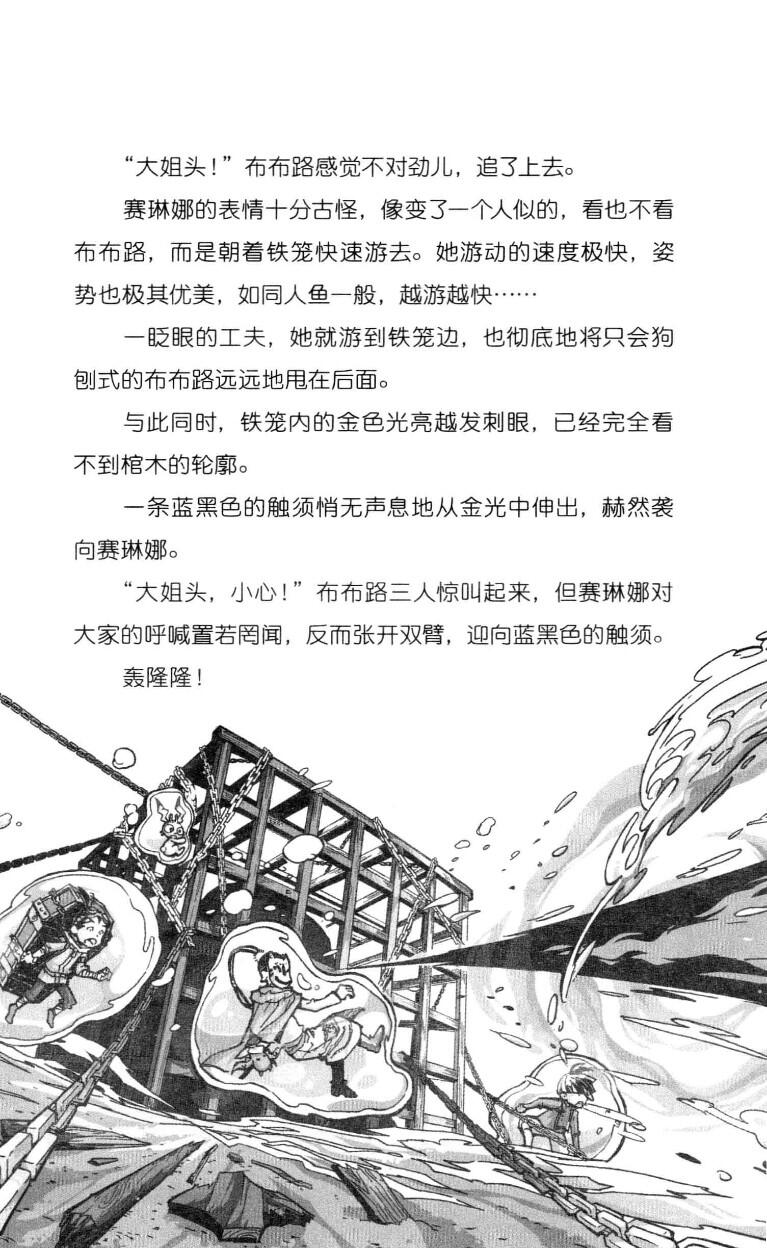 “大姐头！”布布路感觉不对劲儿，追了上去。
赛琳娜的表情十分古怪，像变了一个人似的，看也不看
布布路，而是朝着铁笼快速游去。她游动的速度极快，姿
势也极其优美，如同人鱼一般，越游越快……
一眨眼的工夫，她就游到铁笼边，也彻底地将只会狗
刨式的布布路远远地甩在后面。
与此同时，铁笼内的金色光亮越发刺眼，已经完全看
不到棺木的轮廓。
一条蓝黑色的触须悄无声息地从金光中伸出，赫然袭
向赛琳娜。
“大姐头，小心！”布布路三人惊叫起来，但赛琳娜对
大家的呼喊置若罔闻，反而张开双臂，迎向蓝黑色的触须。
轰隆隆！